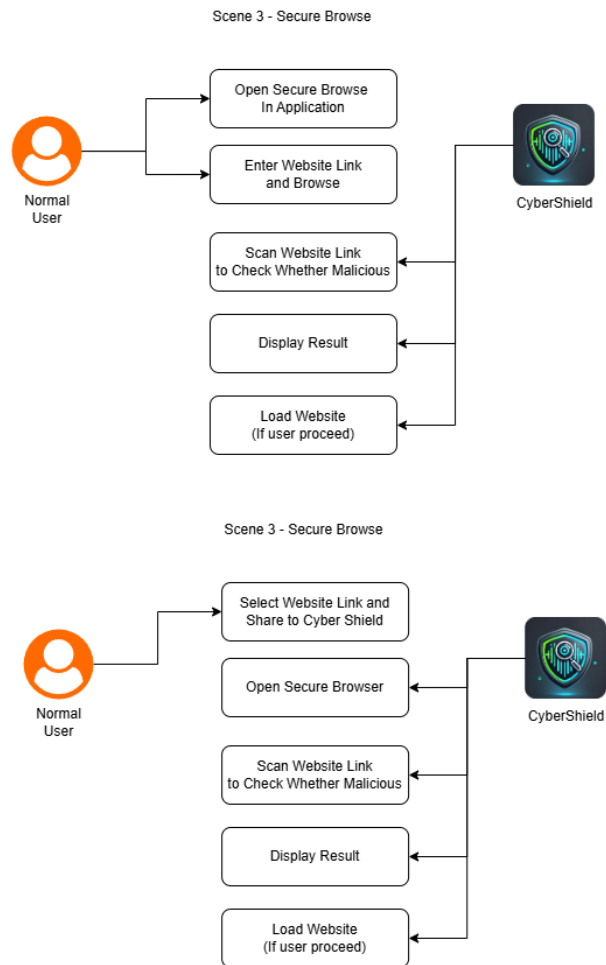 Scene 3 - Secure Browse
Open Secure Browse
In Application
Enter Website Link
and Browse
Normal
User
CyberShield
Scan Website Link
to Check Whether Malicious
Display Result
Load Website
(If user proceed)
Scene 3 - Secure Browse
Select Website Link and
Share to Cyber Shield
Normal
User
Open Secure Browser
CyberShield
Scan Website Link
to Check Whether Malicious
Display Result
Load Website
(If user proceed)